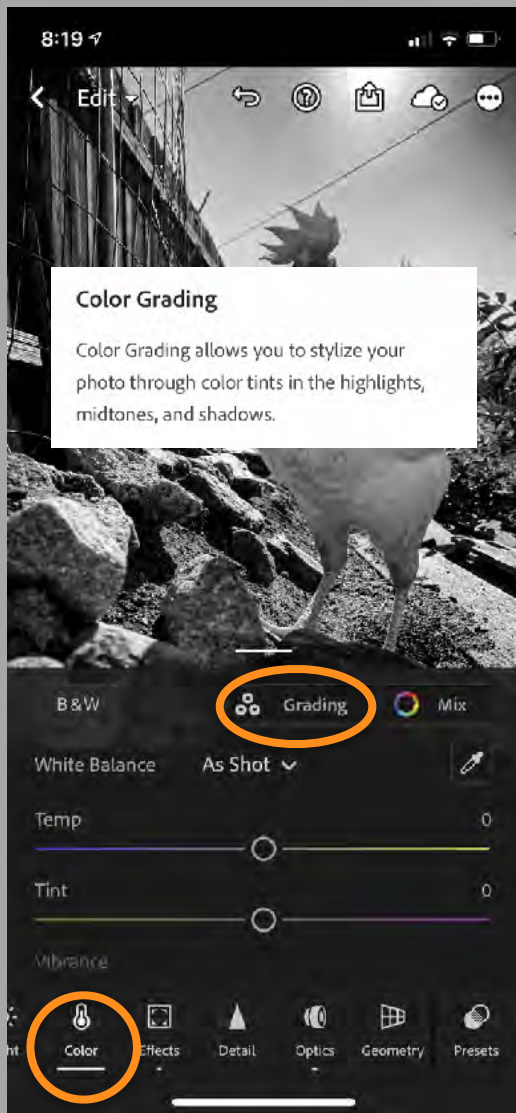 8:19
Edit
Color Grading
Color Grading allows you to stylize your
photo through color tints in the highlights,
midtones, and shadows.
B&W Grading Mix
White Balance As Shot
Temp 0
Tint 0
Vibrance
ht Color Effects Detail Optics Geometry Presets